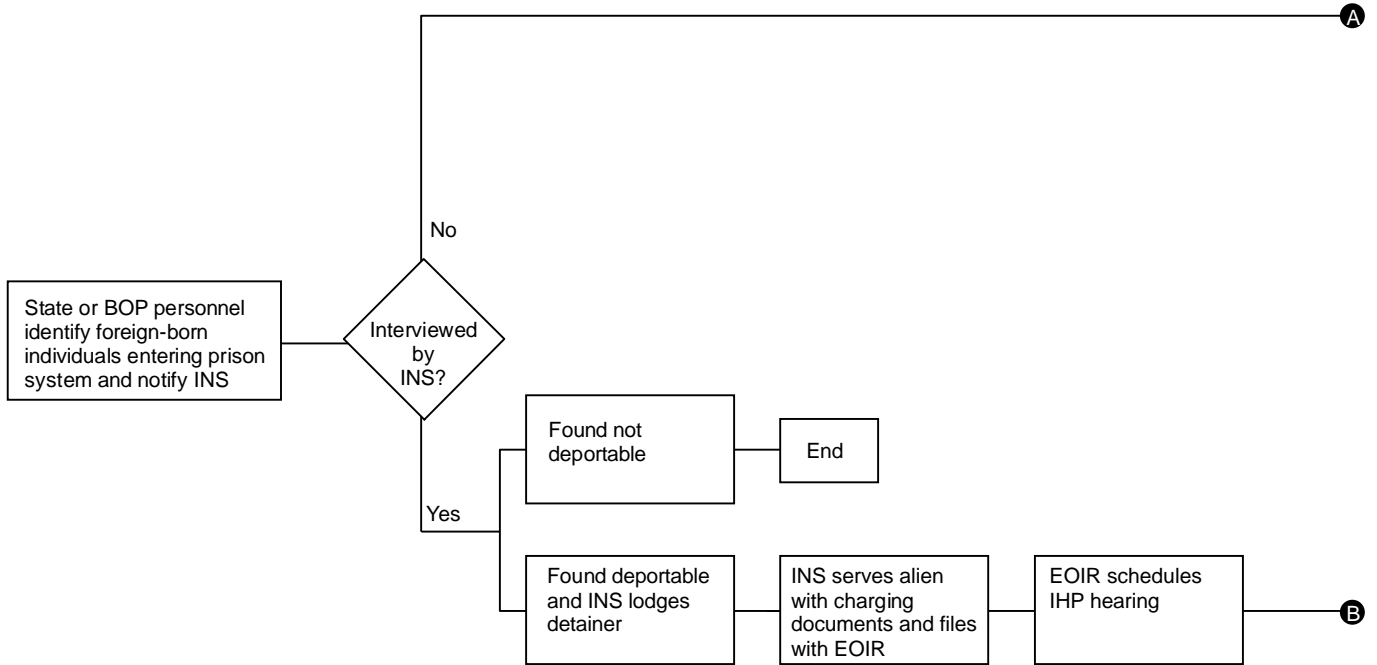 A
No
State or BOP personnel
identify foreign-born
individuals entering prison
system and notify INS
Interviewed
by
INS?
Found not
deportable
End
Yes
Found deportable
and INS lodges
detainer
INS serves alien
with charging
documents and files
with EOIR
EOIR schedules
IHP hearing
B